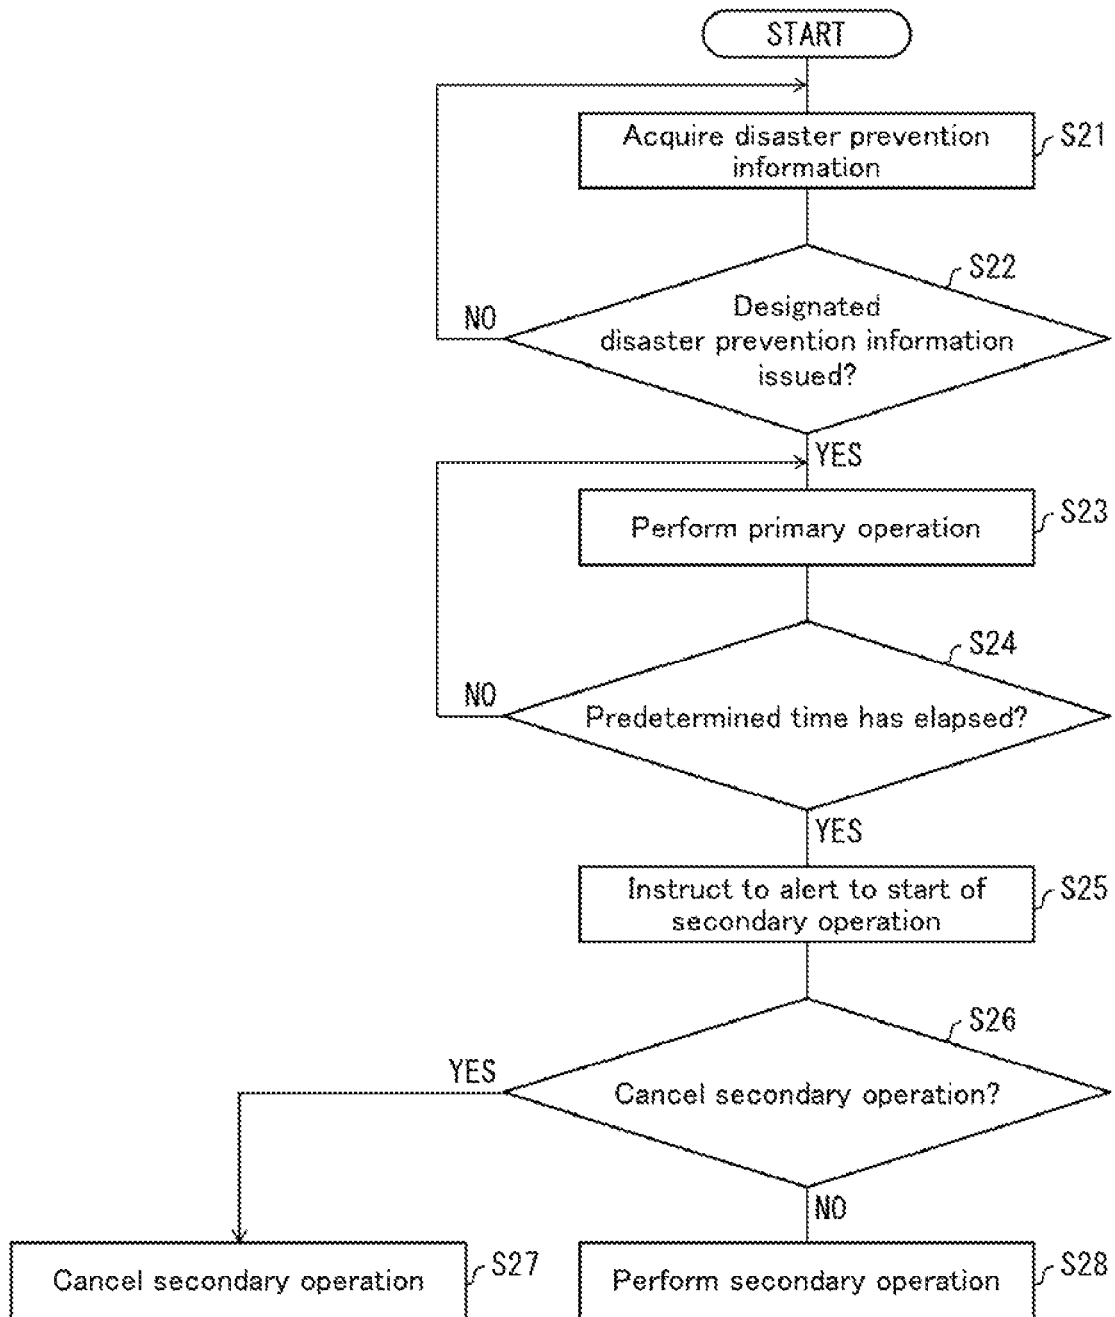 START
Acquire disaster prevention
information
S21
S22
Designated
disaster prevention information
issued?
NO
YES
Perform primary operation
S23
S24
Predetermined time has elapsed?
NO
YES
Instruct to alert to start of
secondary operation
S25
S26
Cancel secondary operation?
YES
NO
Cancel secondary operation
S27
Perform secondary operation
S28